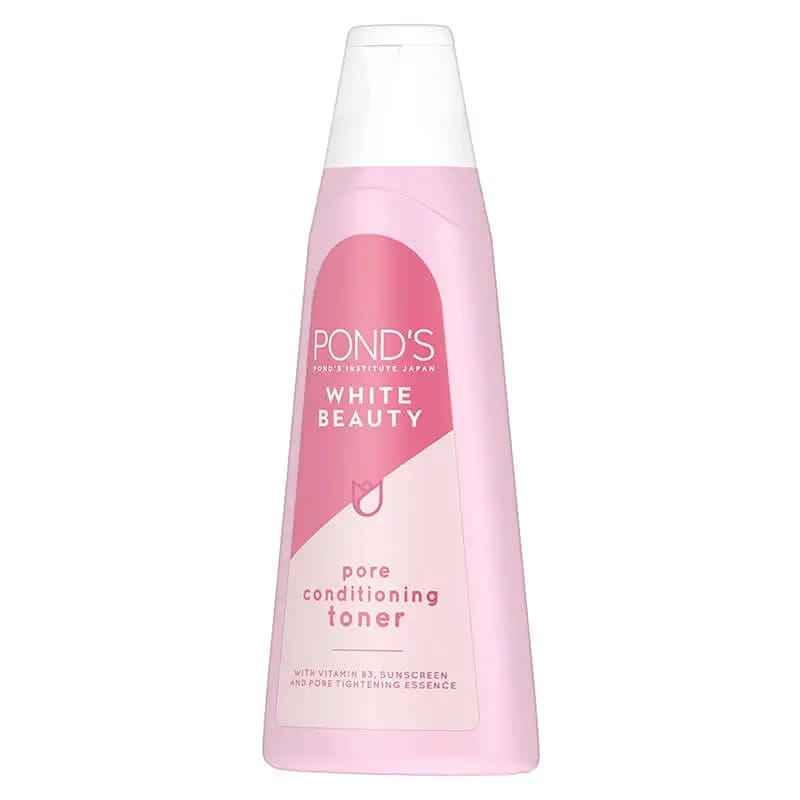 POND'S
POND'S INSTITUTE JAPAN
WHITE
BEAUTY
pore
conditioning
toner
WITH VITAMIN B3, SUNSCREEN
AND PORE TIGHTENING ESSENCE